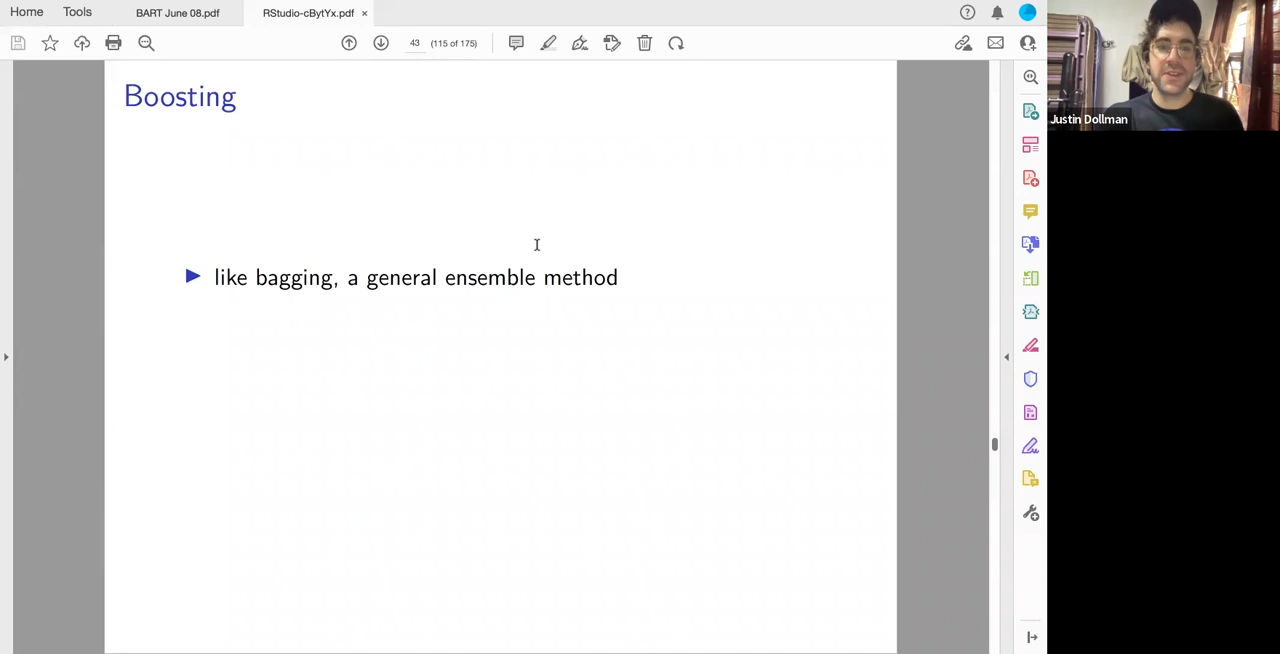 Home Tools BART June 08.pdf RStudio-cBytYx.pdf ×
43 (115 of 175)
Boosting
like bagging, a general ensemble method
Justin Dollman